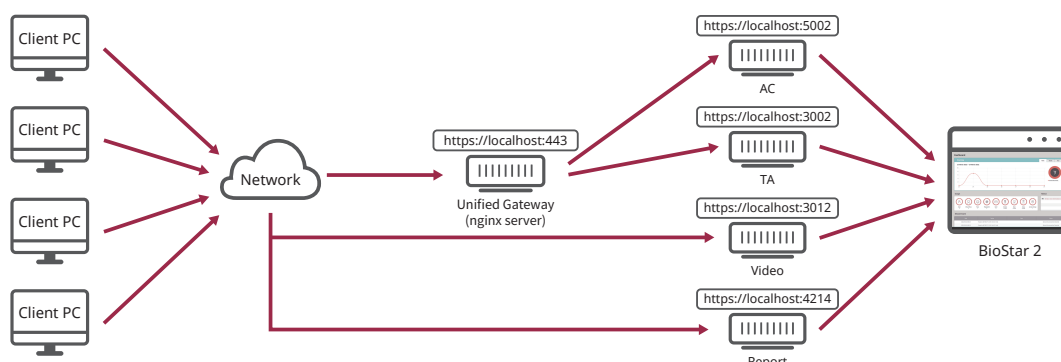 Client PC
Client PC
Client PC
Client PC
Network
https://localhost:443
Unified Gateway
(nginx server)
https://localhost:5002
AC
https://localhost:3002
TA
https://localhost:3012
Video
https://localhost:4214
Report
BioStar 2